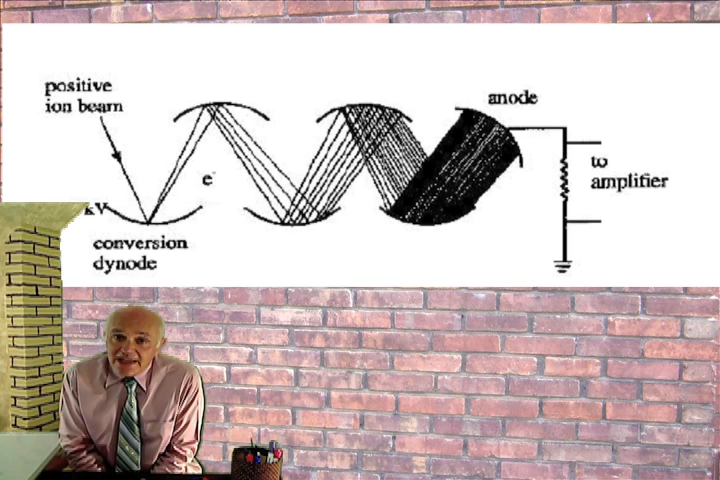 positive
ion beam
anode
to
amplifier
e-
kV
conversion
dynode